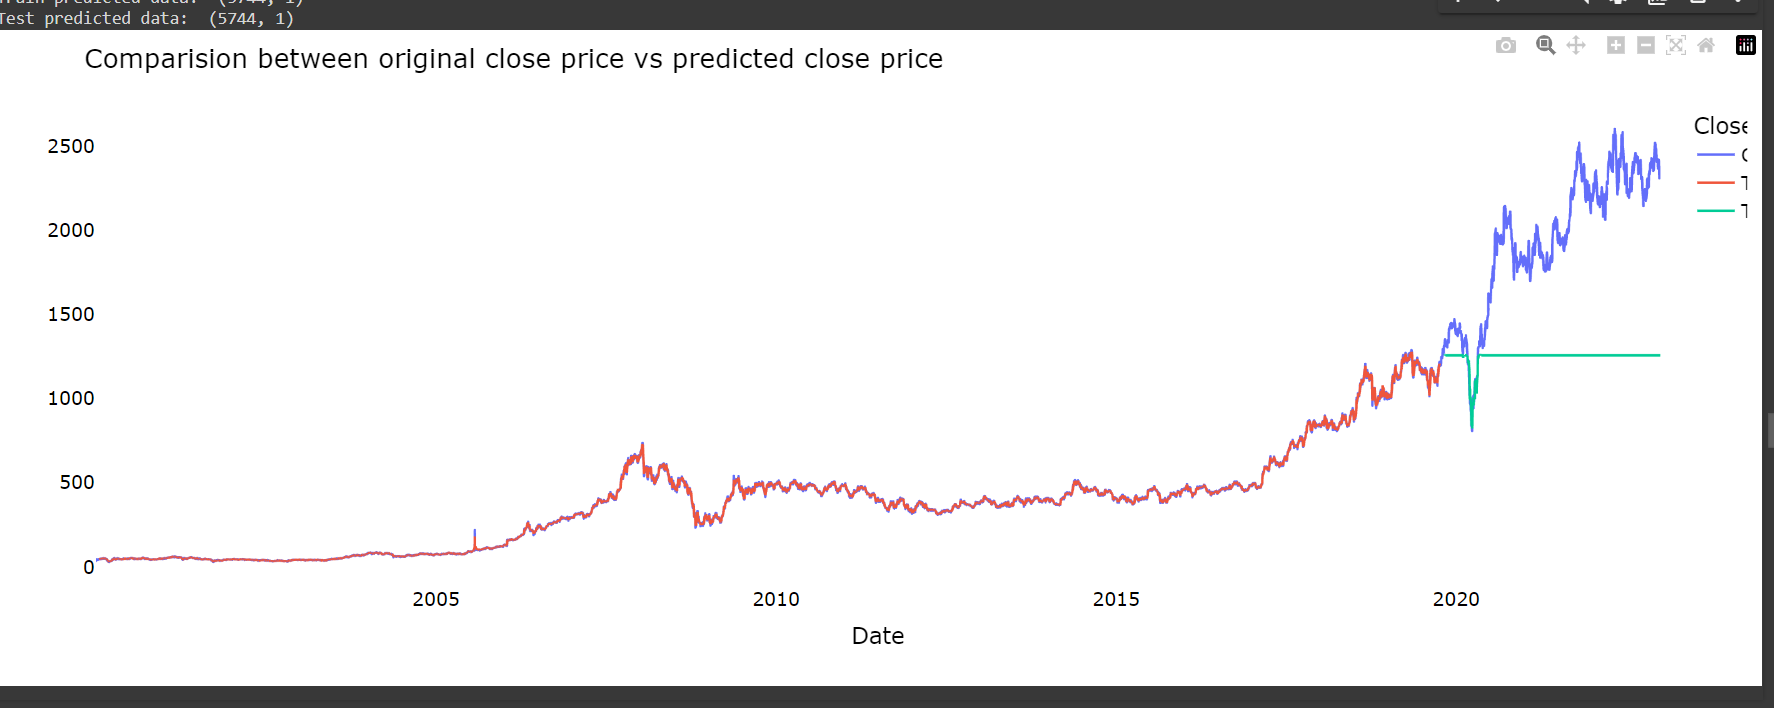 Test predicted data:  (5744, 1)
Comparision between original close price vs predicted close price
2500
2000
1500
1000
500
0
2005
2010
2015
2020
Date
Close